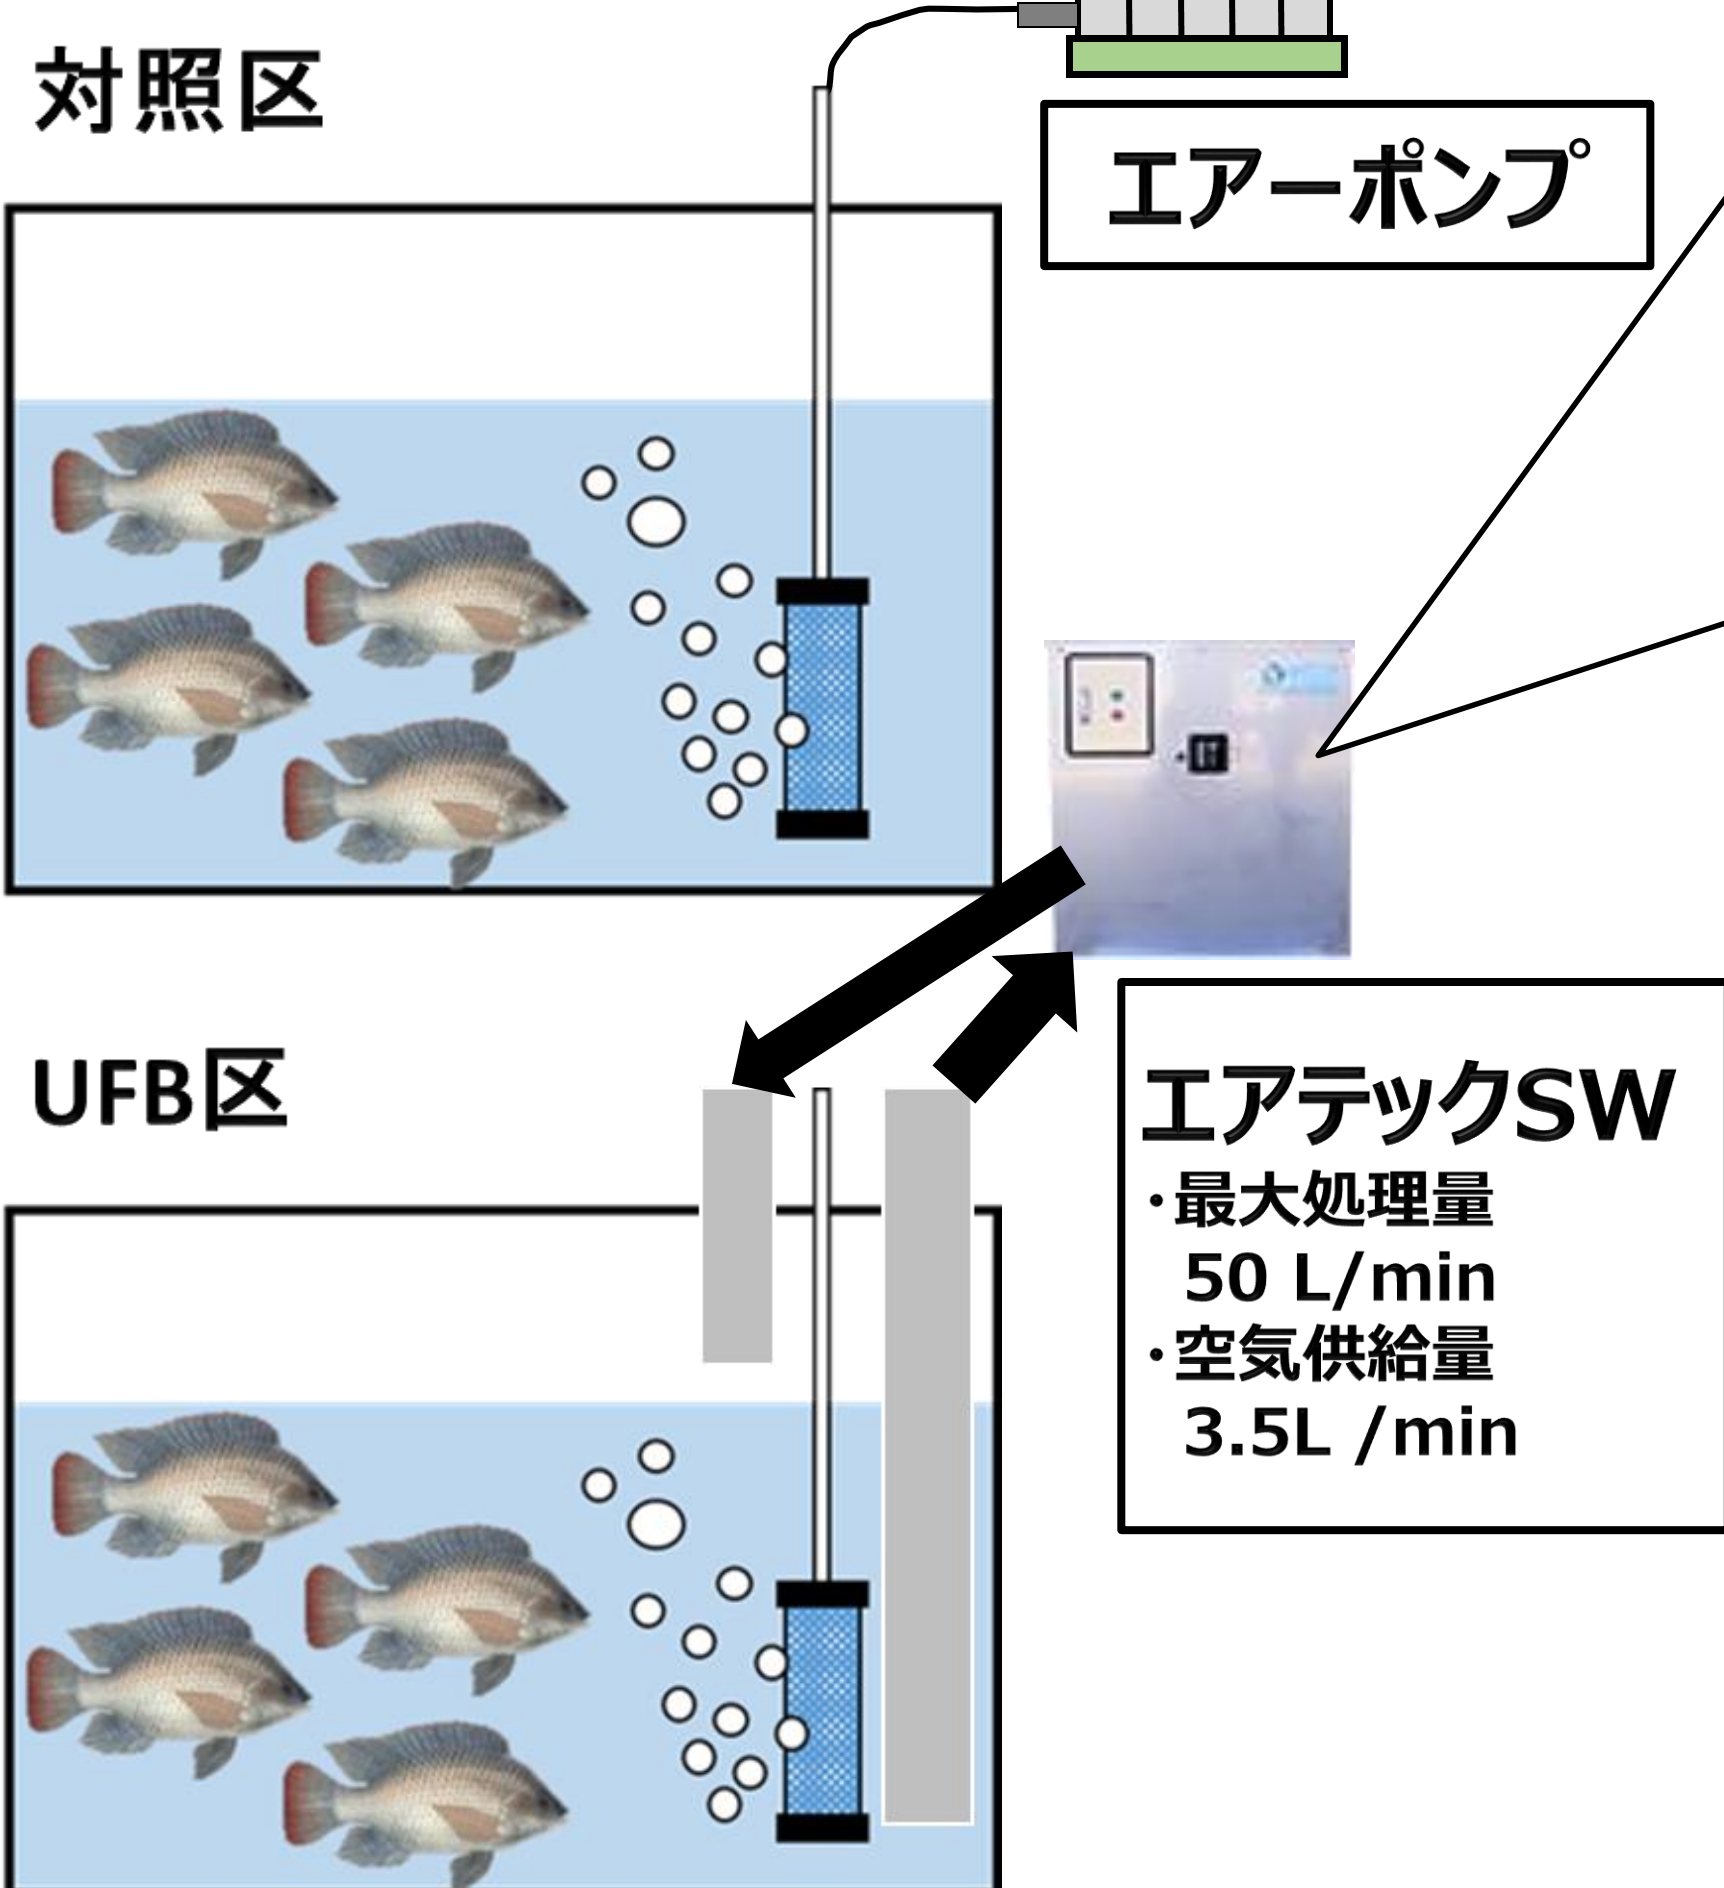 対照区
エアーポンプ
UFB区
エアテックSW
・最大処理量
50 L/min
・空気供給量
3.5L /min